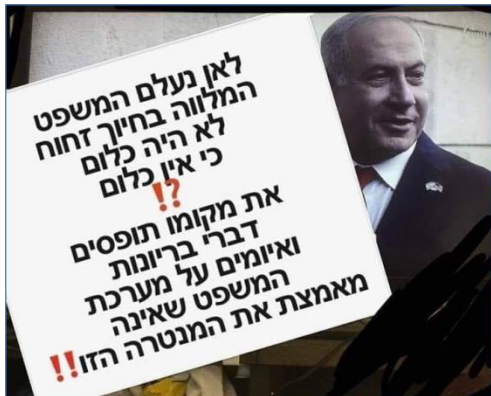 לאן נעלם המשפט
המלווה בחיוך זחוח
לא היה כלום
כי אין כלום
⁉️
את מקומו תופסים
דברי בריונות
ואיומים על מערכת
המשפט שאינה
מאמצת את המנטרה הזו‼️